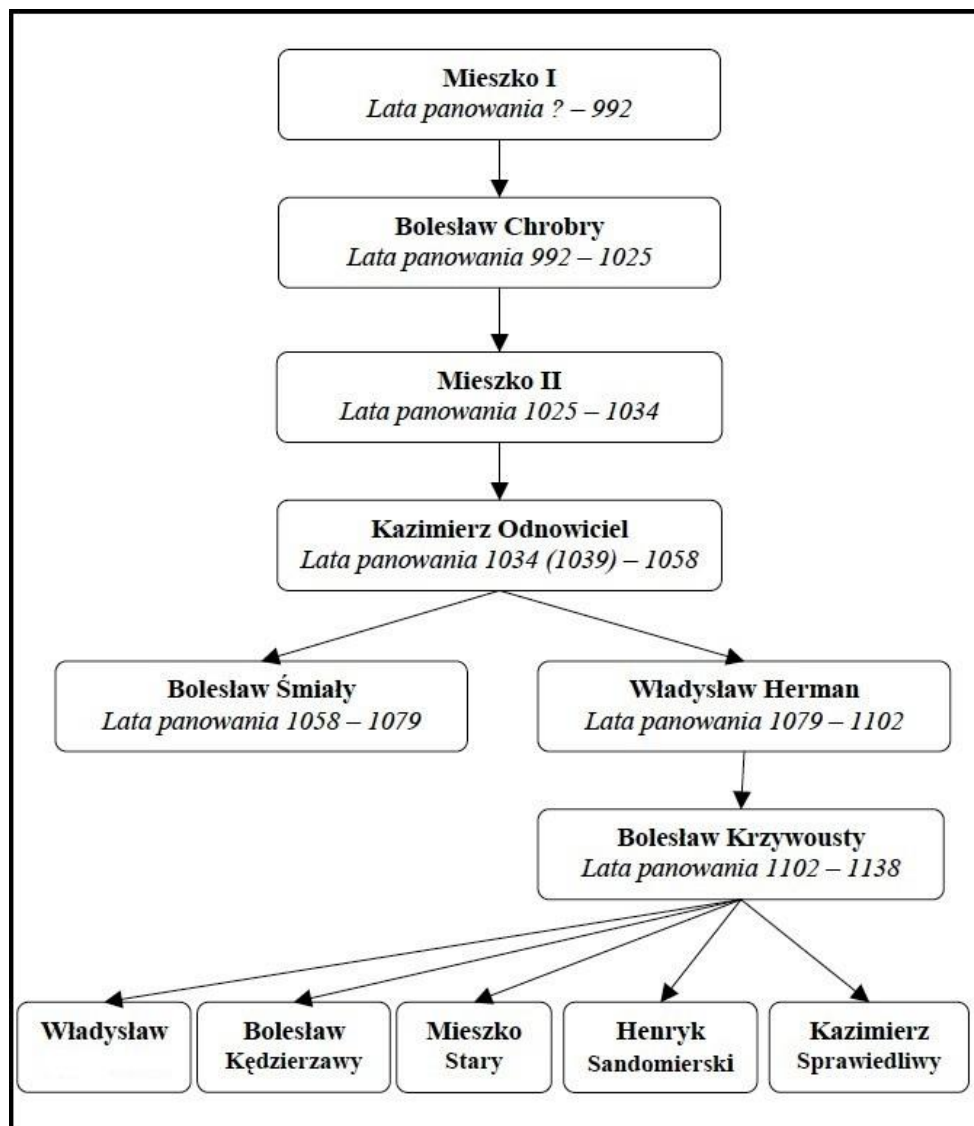 Mieszko I
Lata panowania ? – 992
Bolesław Chrobry
Lata panowania 992 – 1025
Mieszko II
Lata panowania 1025 – 1034
Kazimierz Odnowiciel
Lata panowania 1034 (1039) – 1058
Bolesław Śmiały
Lata panowania 1058 – 1079
Władysław Herman
Lata panowania 1079 – 1102
Bolesław Krzywousty
Lata panowania 1102 – 1138
Władysław
Bolesław
Kędzierzawy
Mieszko
Stary
Henryk
Sandomierski
Kazimierz
Sprawiedliwy